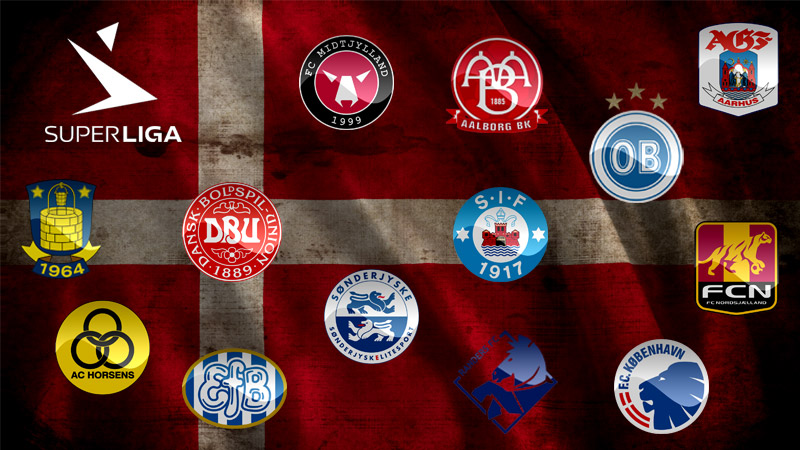 SUPERLIGA
FC MIDTJYLLAND
1999
AaB
1885
AALBORG BK
AGF
AARHUS
OB
1964
DANSK·BOLDSPIL·UNION
DBU
·1889·
S·I·F
1917
FCN
FC NORDSJÆLLAND
SØNDERJYSKE
SØNDERJYSKELITESPORT
AC HORSENS
EfB
F.C. KØBENHAVN